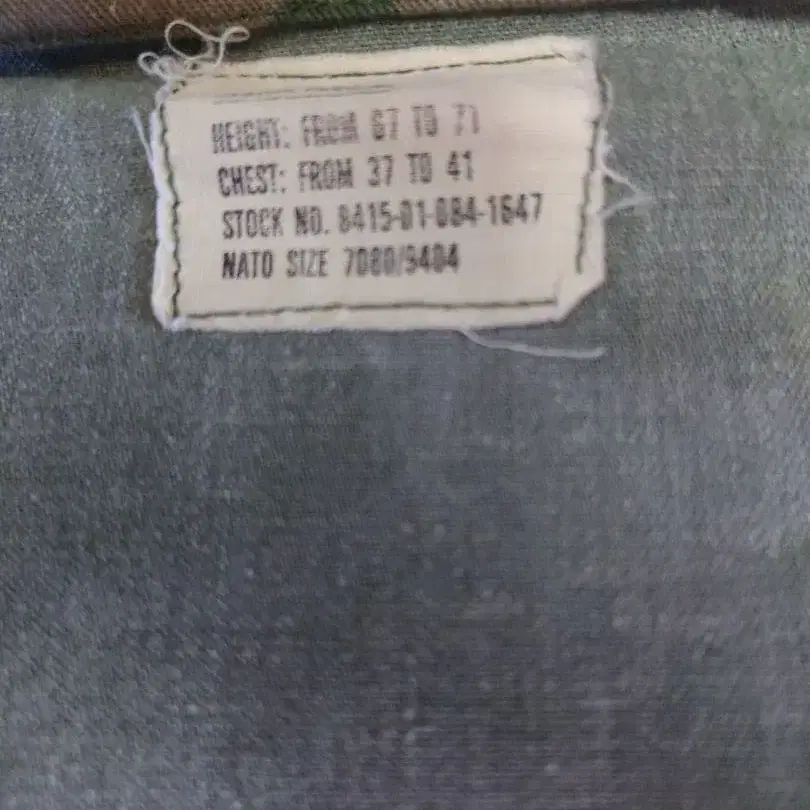 HEIGHT: FROM 67 TO 71
CHEST: FROM 37 TO 41
STOCK NO. 8415-01-084-1647
NATO SIZE 7080/9404